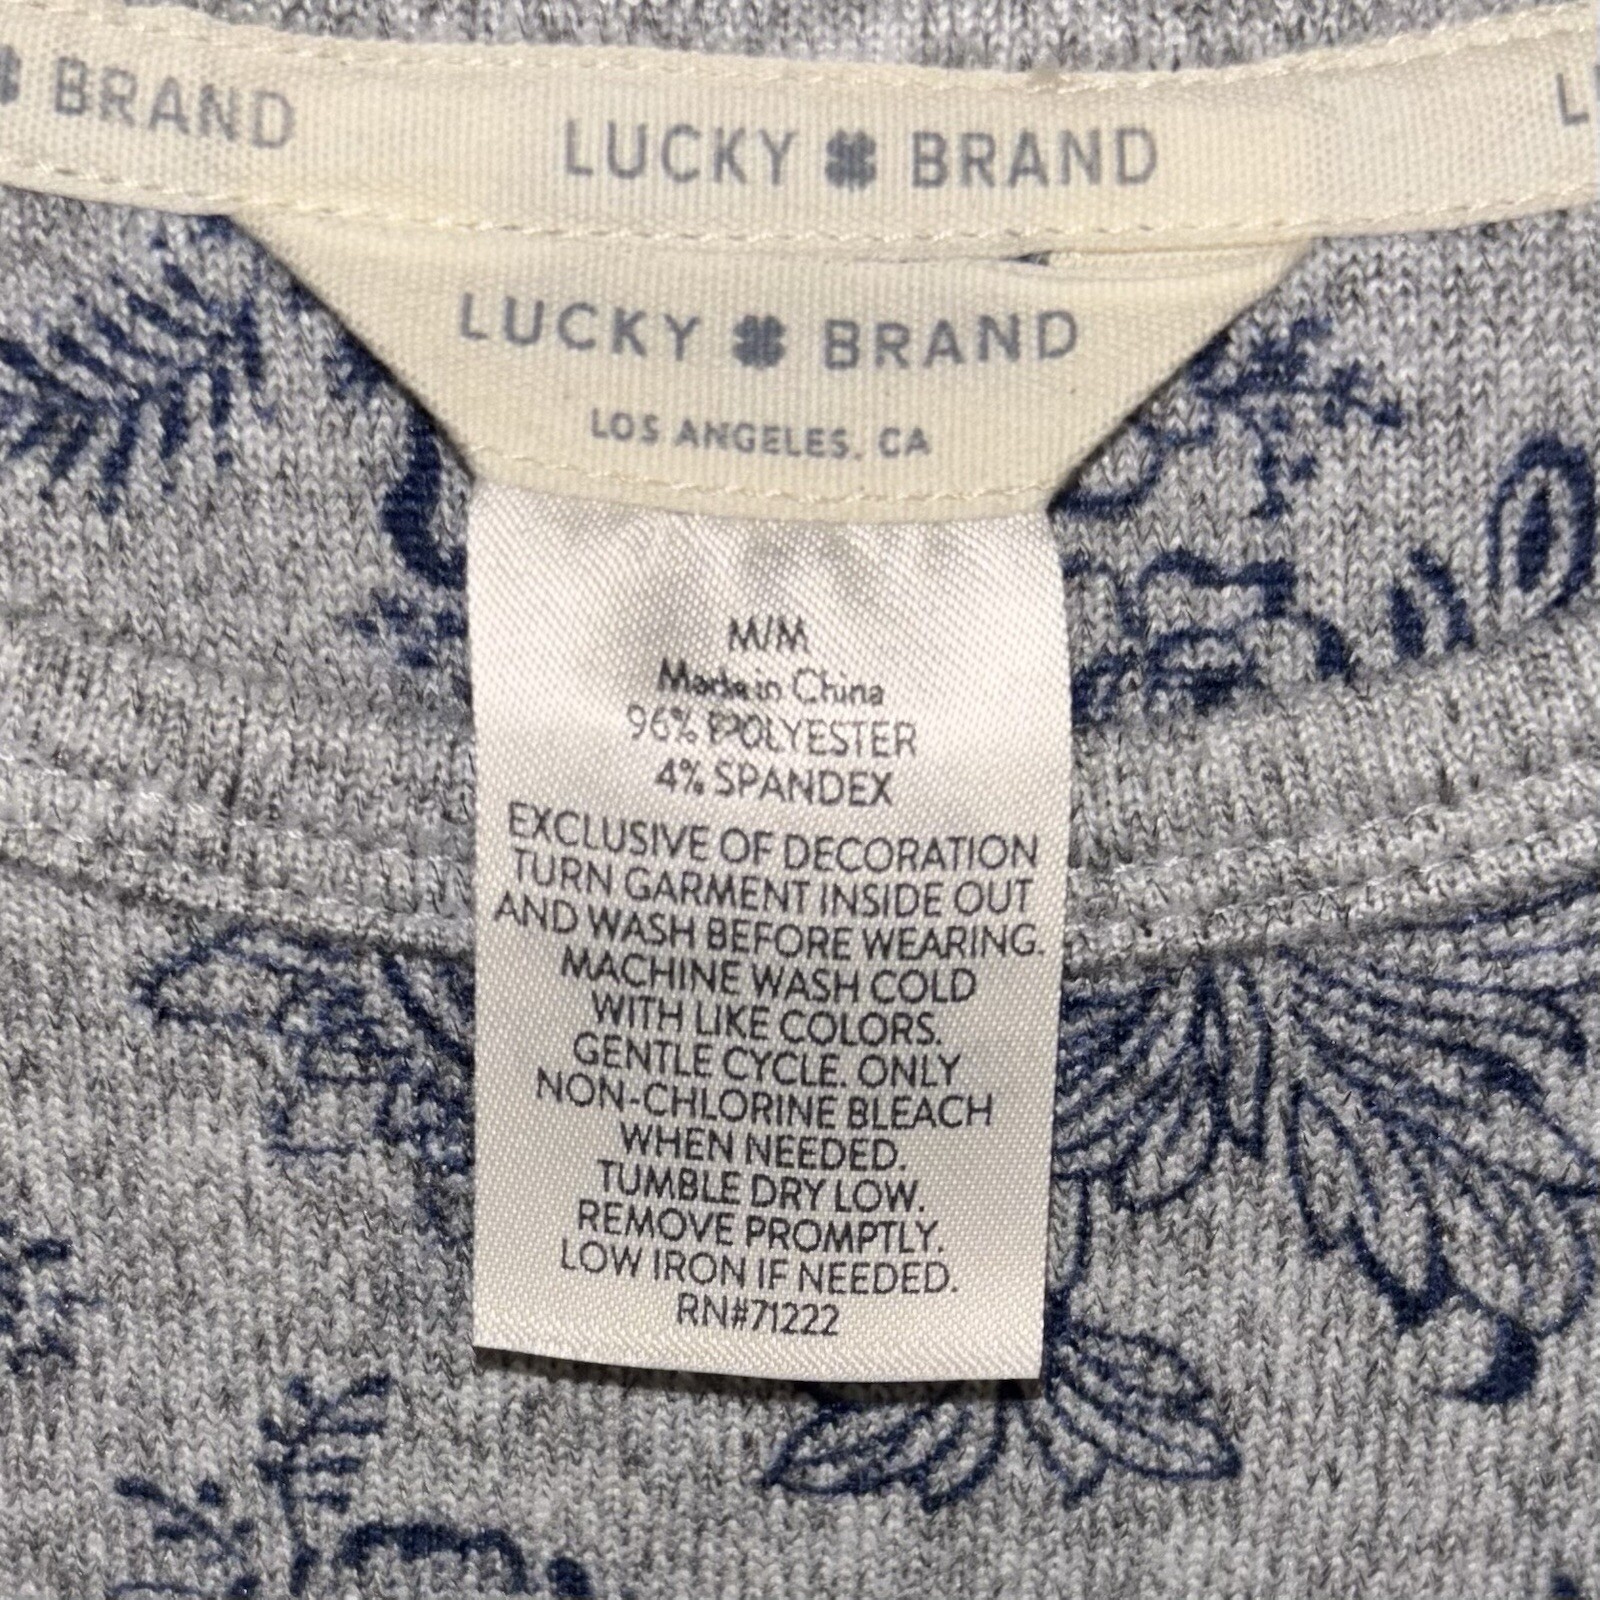 BRAND LUCKY BRAND
LUCKY BRAND
LOS ANGELES, CA
M/M
Made in China
96% POLYESTER
4% SPANDEX
EXCLUSIVE OF DECORATION
TURN GARMENT INSIDE OUT
AND WASH BEFORE WEARING.
MACHINE WASH COLD
WITH LIKE COLORS.
GENTLE CYCLE. ONLY
NON-CHLORINE BLEACH
WHEN NEEDED.
TUMBLE DRY LOW.
REMOVE PROMPTLY.
LOW IRON IF NEEDED.
RN#71222